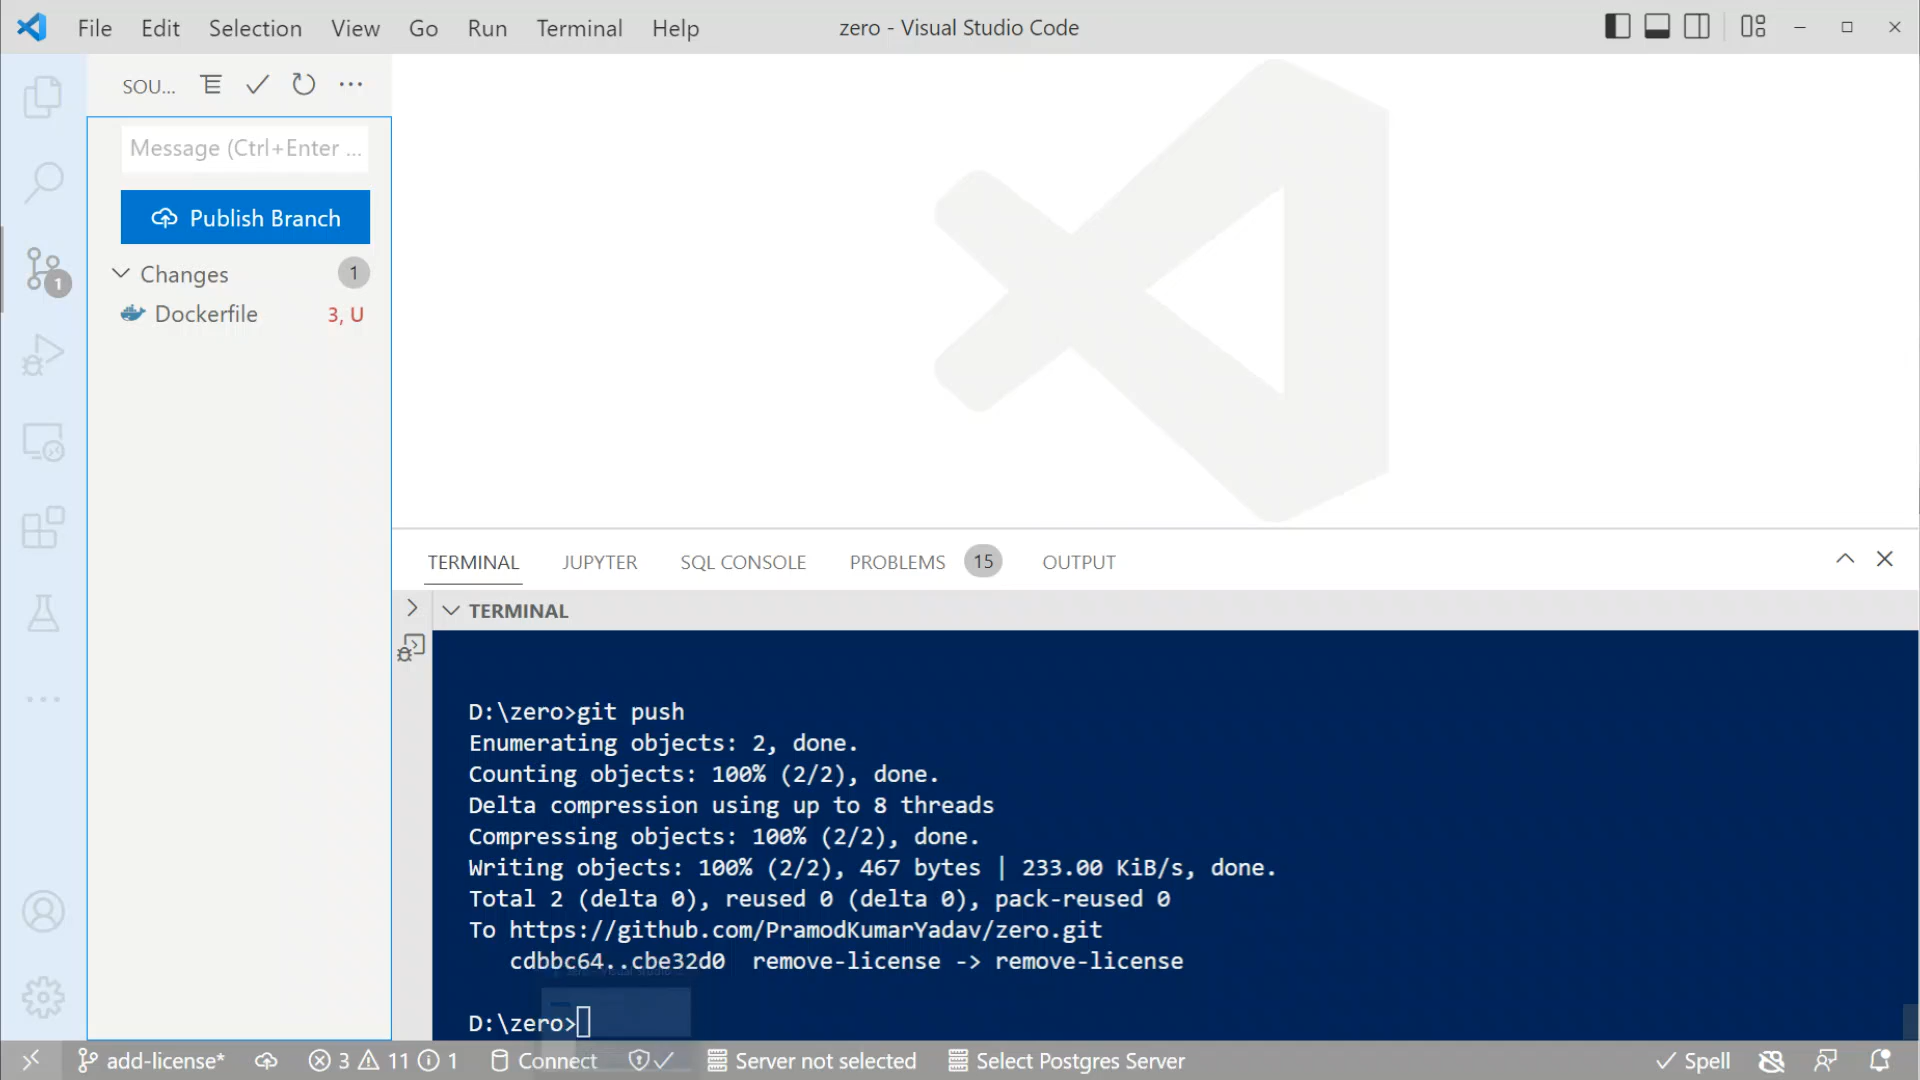 File Edit Selection View Go Run Terminal Help zero - Visual Studio Code
SOU...
Message (Ctrl+Enter ...
Publish Branch
Changes 1
1
Dockerfile 3, U
TERMINAL JUPYTER SQL CONSOLE PROBLEMS 15 OUTPUT
TERMINAL
D:\zero>git push
Enumerating objects: 2, done.
Counting objects: 100% (2/2), done.
Delta compression using up to 8 threads
Compressing objects: 100% (2/2), done.
Writing objects: 100% (2/2), 467 bytes | 233.00 KiB/s, done.
Total 2 (delta 0), reused 0 (delta 0), pack-reused 0
To https://github.com/PramodKumarYadav/zero.git
cdbbc64..cbe32d0 remove-license -> remove-license
D:\zero>
add-license* 3 11 1 Connect Server not selected Select Postgres Server Spell